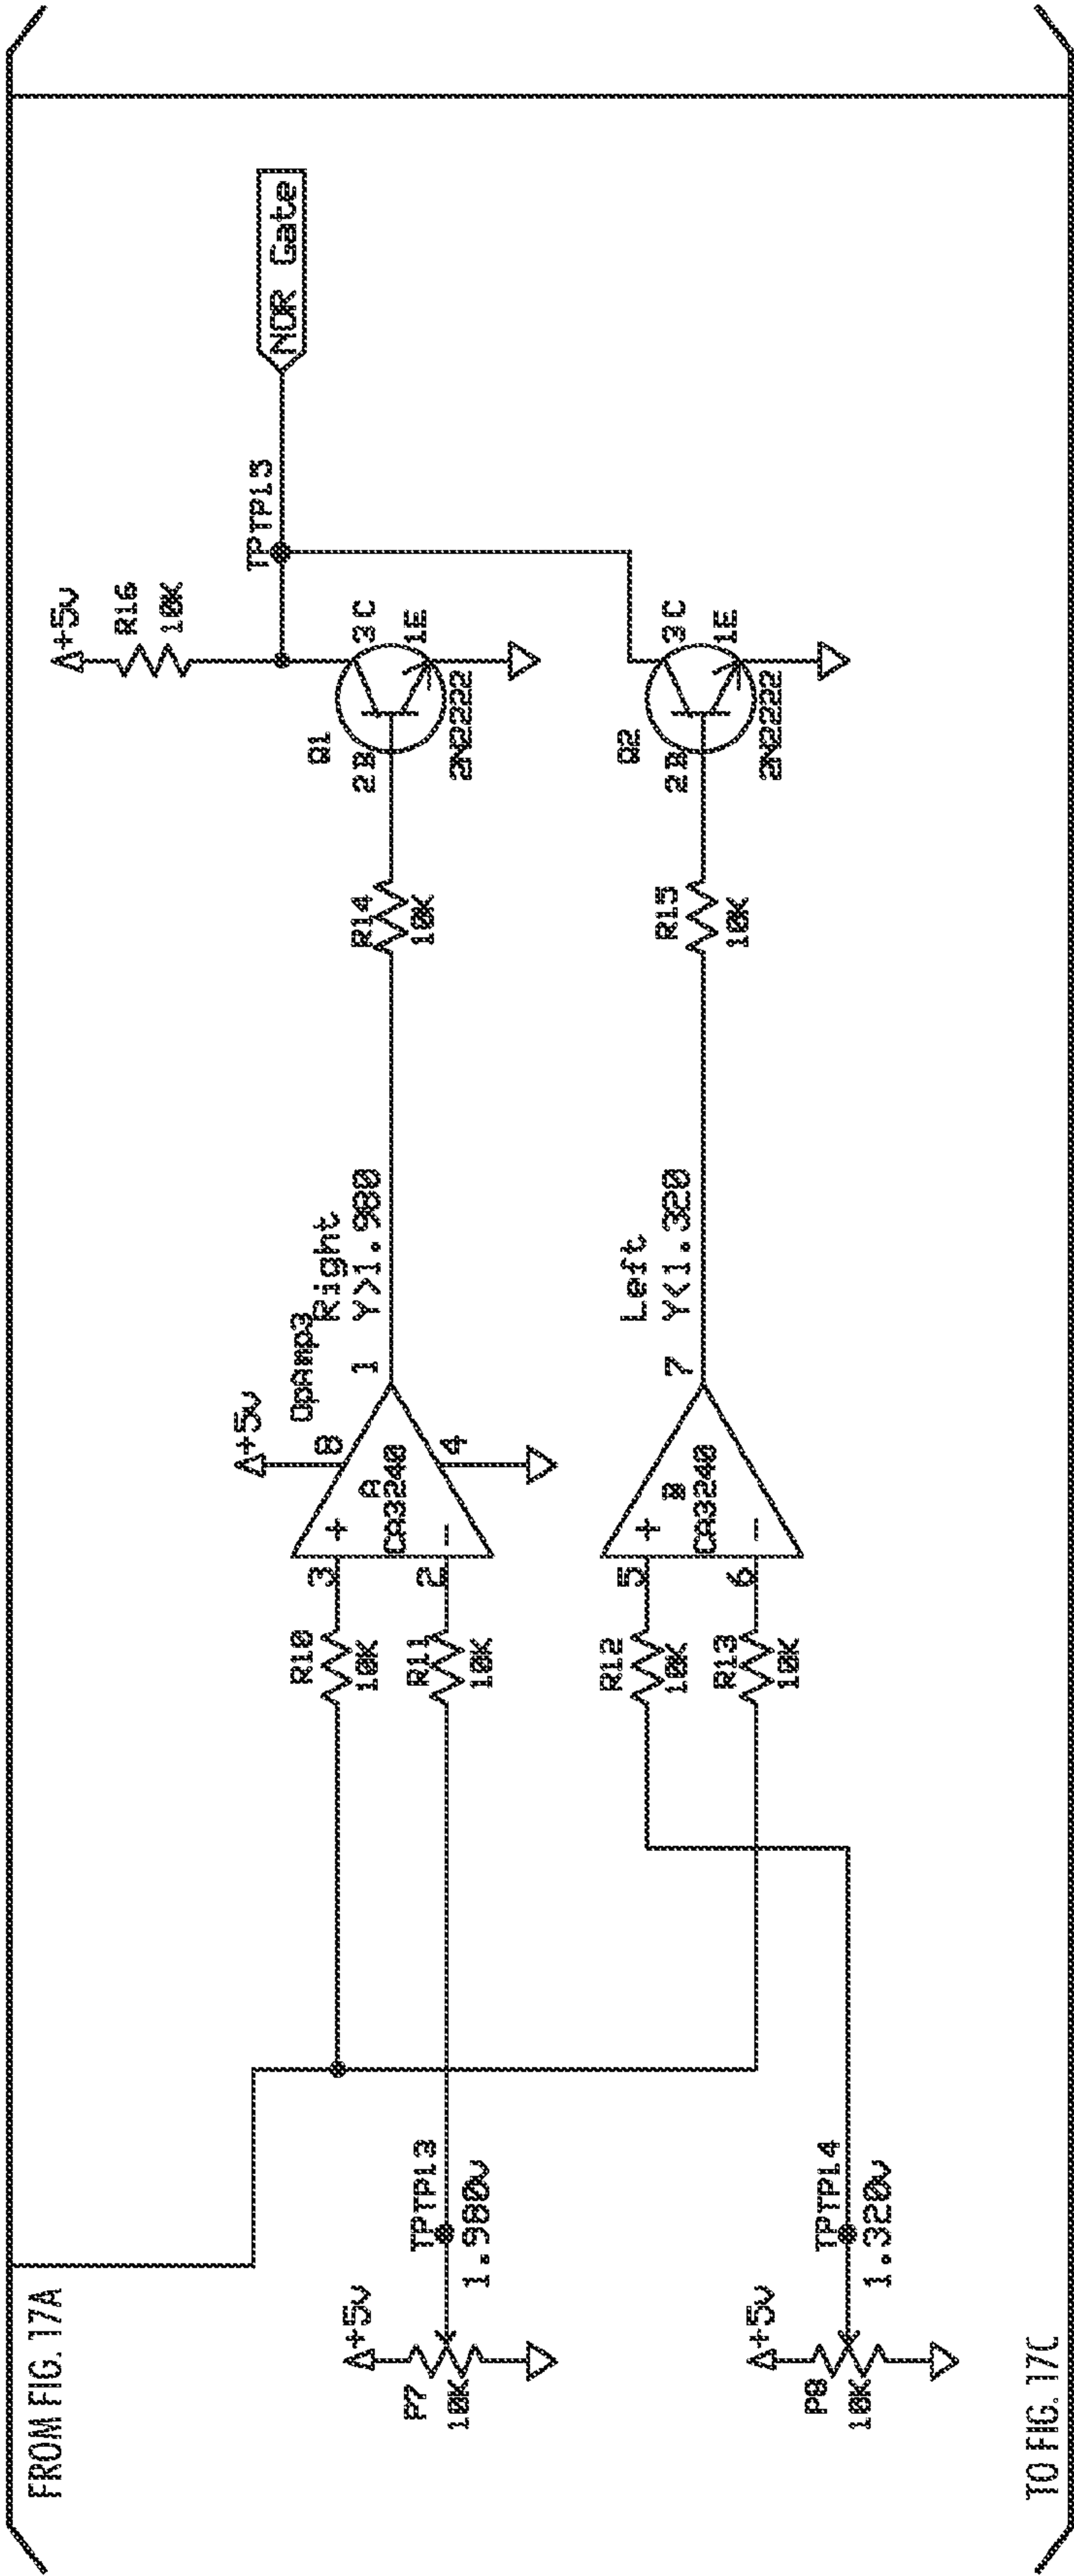 FROM FIG. 17A
+5v
P7
10K
TPTP13
1.980v
+5v
P8
10K
TPTP14
1.320v
R10
10K
R11
10K
R12
10K
R13
10K
3
2
+
-
A
CA3240
+5v
8
4
OpAmp3
1
Right
Y>1.980
5
6
+
-
B
CA3240
7
Left
Y<1.320
R14
10K
R15
10K
Q1
2B
3C
1E
2N2222
Q2
2B
3C
1E
2N2222
+5v
R16
10K
TPTP15
NOR Gate
TO FIG. 17C